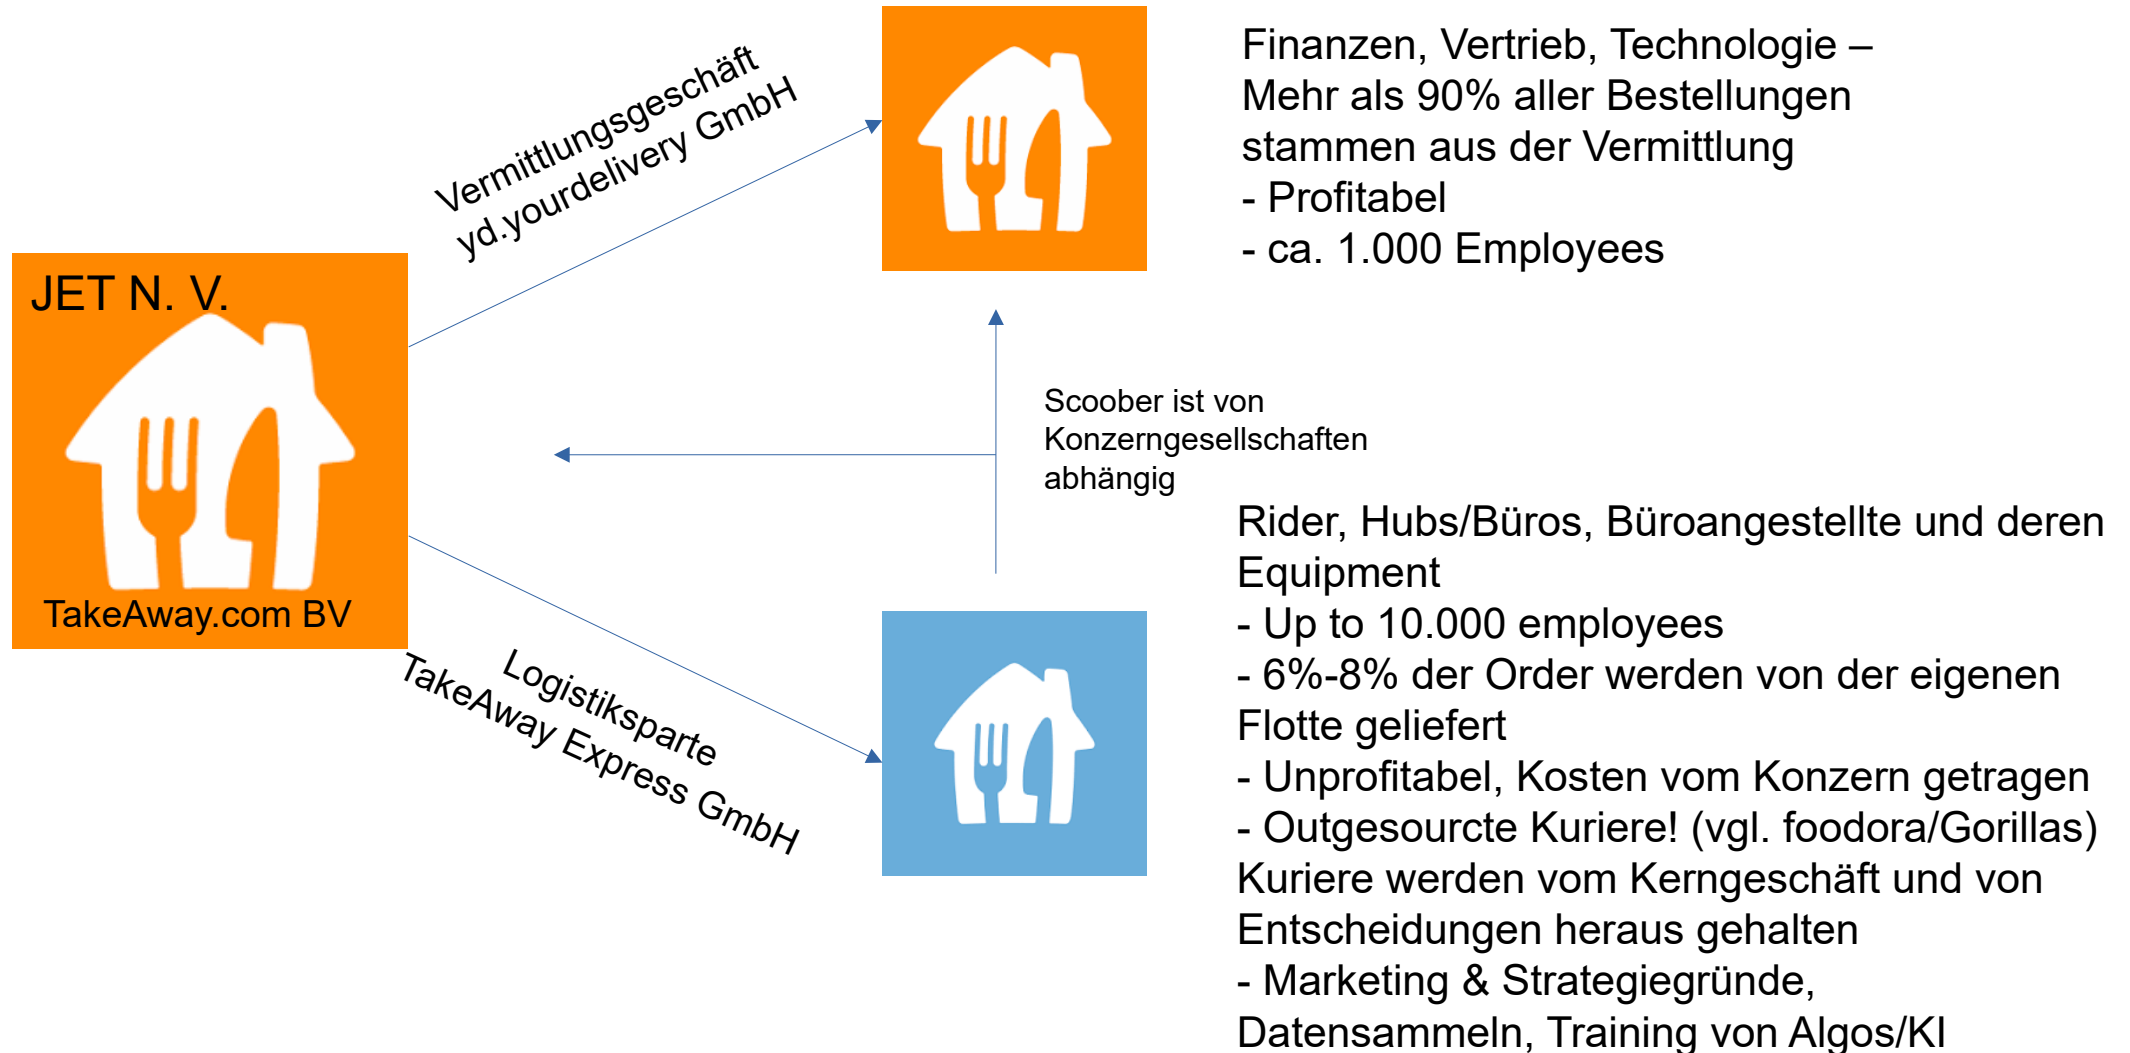 JET N. V.
TakeAway.com BV
Vermittlungsgeschäft
yd.yourdelivery GmbH
Finanzen, Vertrieb, Technologie –
Mehr als 90% aller Bestellungen
stammen aus der Vermittlung
- Profitabel
- ca. 1.000 Employees
Scoober ist von
Konzerngesellschaften
abhängig
Logistiksparte
TakeAway Express GmbH
Rider, Hubs/Büros, Büroangestellte und deren
Equipment
- Up to 10.000 employees
- 6%-8% der Order werden von der eigenen
Flotte geliefert
- Unprofitabel, Kosten vom Konzern getragen
- Outgesourcte Kuriere! (vgl. foodora/Gorillas)
Kuriere werden vom Kerngeschäft und von
Entscheidungen heraus gehalten
- Marketing & Strategiegründe,
Datensammeln, Training von Algos/KI